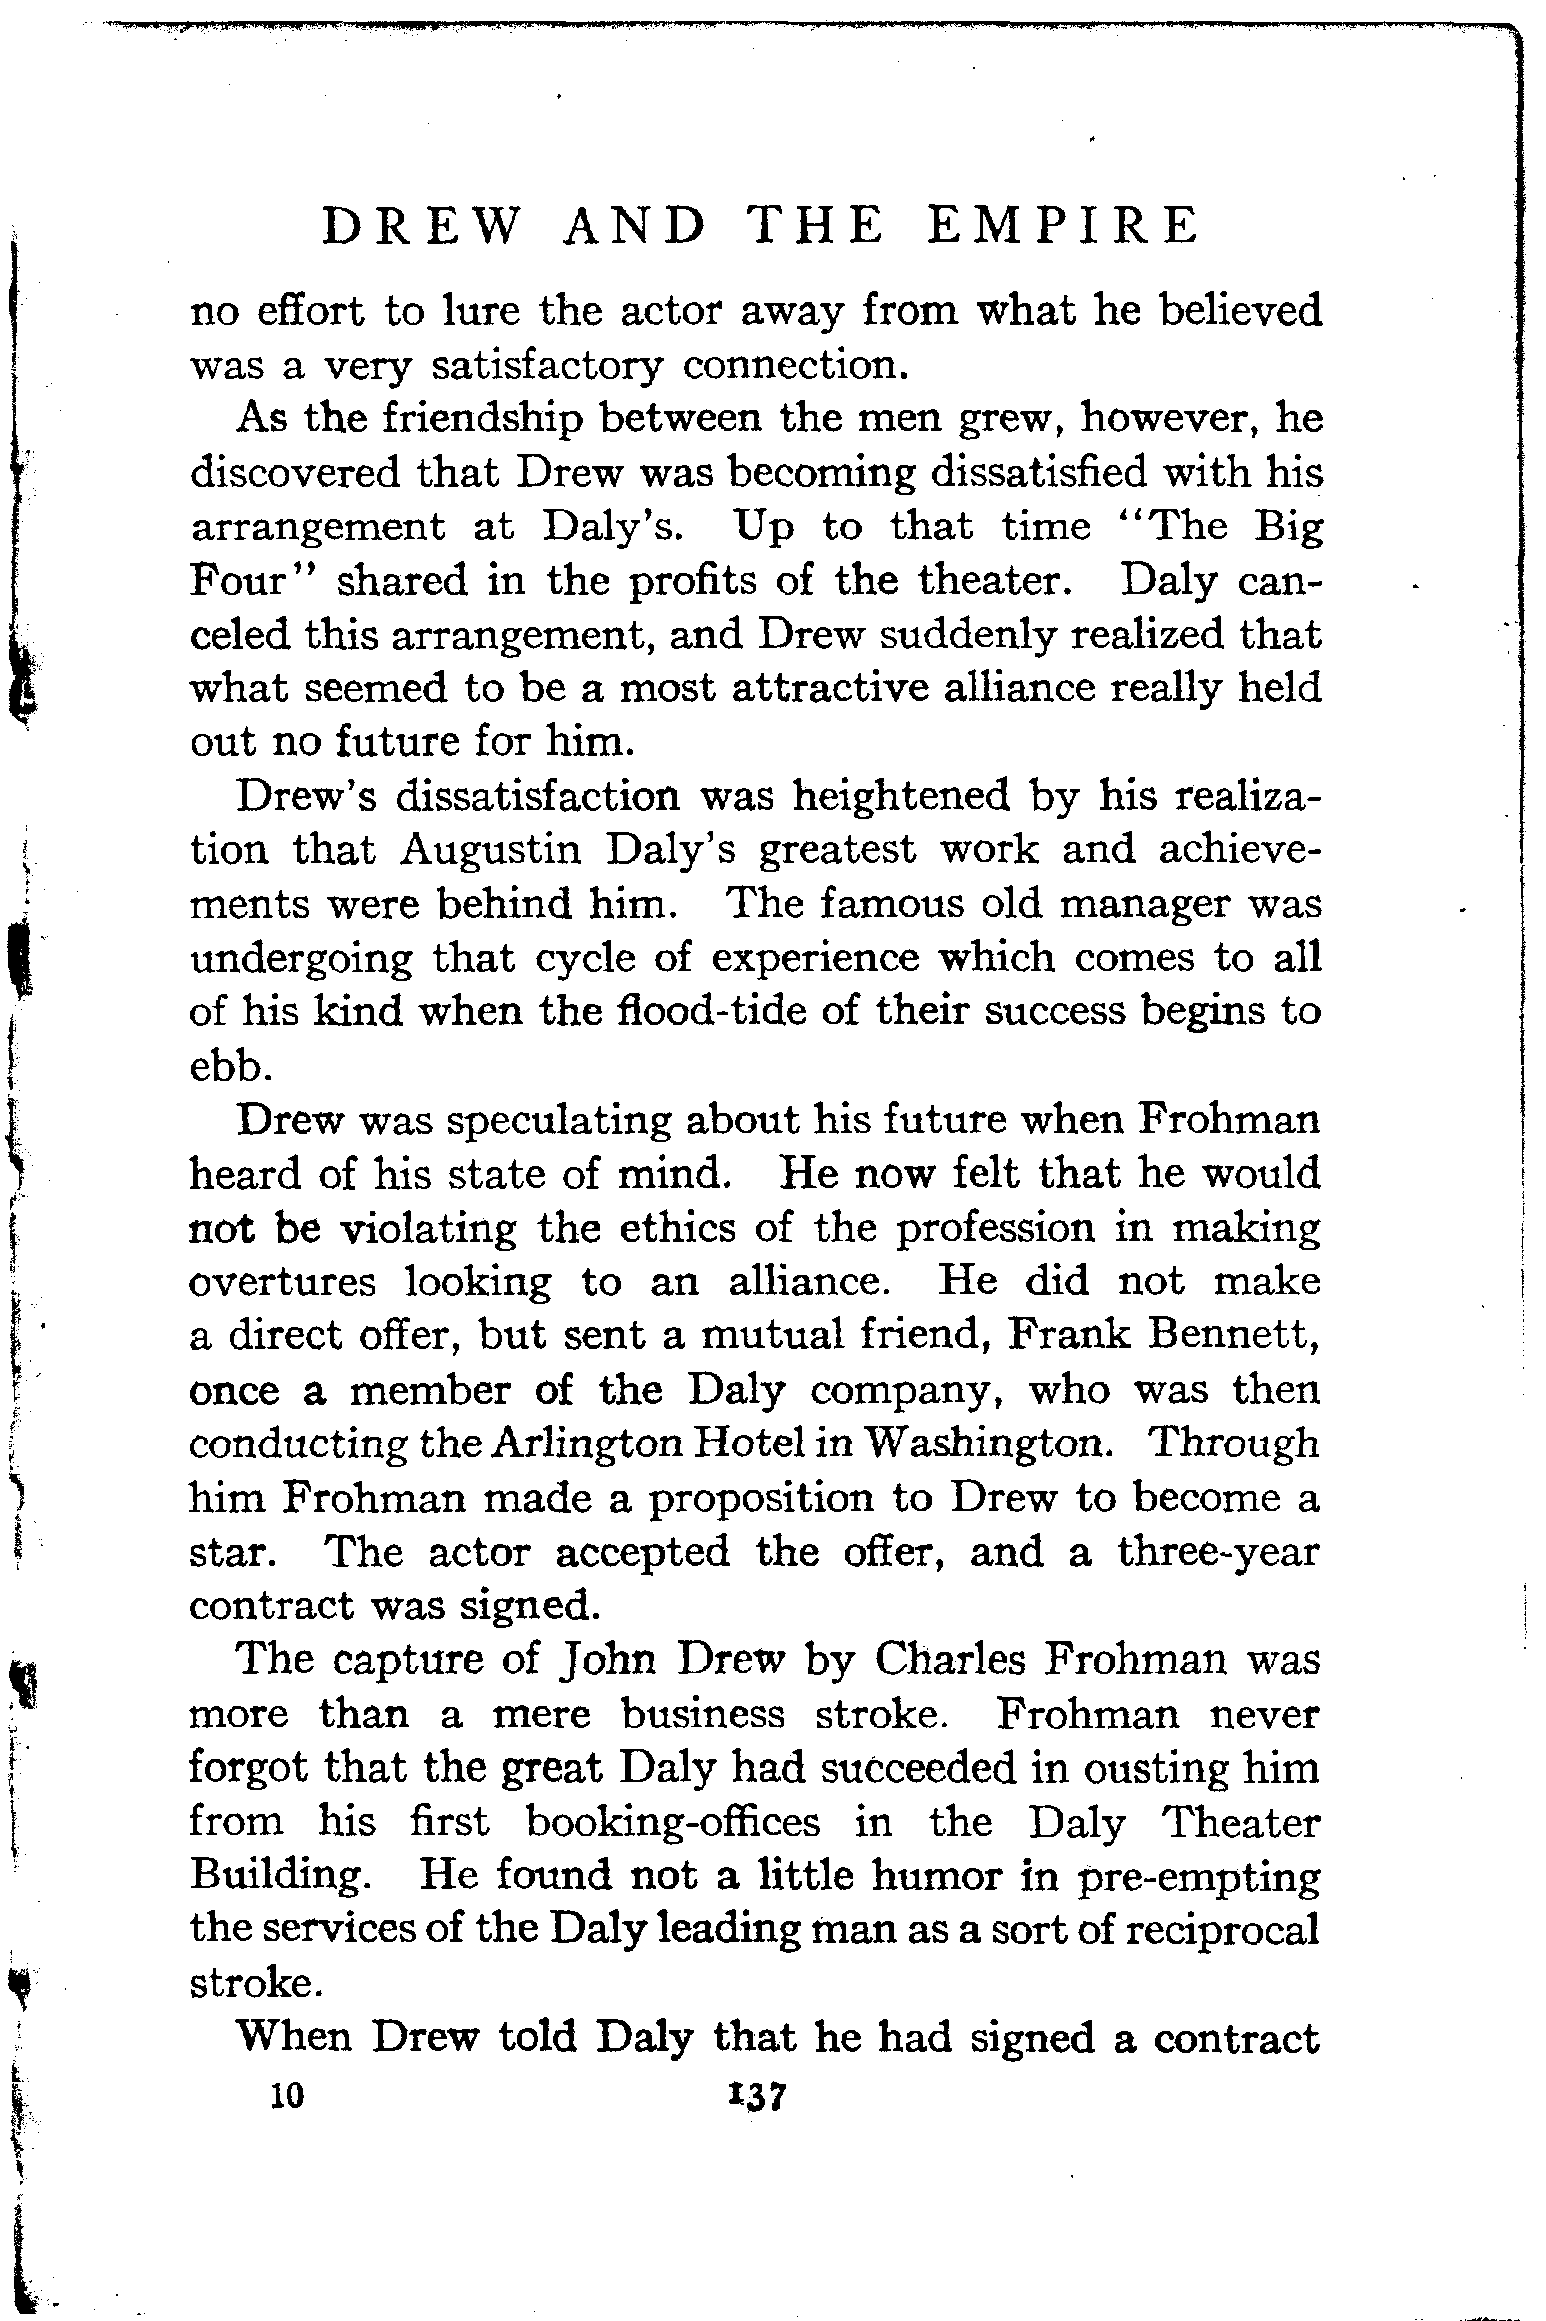 DREW AND THE EMPIRE
no effort to lure the actor away from what he believed
was a very satisfactory connection.
As the friendship between the men grew, however, he
discovered that Drew was becoming dissatisfied with his
arrangement at Daly's. Up to that time "The Big
Four" shared in the profits of the theater. Daly can-
celed this arrangement, and Drew suddenly realized that
what seemed to be a most attractive alliance really held
out no future for him.
Drew's dissatisfaction was heightened by his realiza-
tion that Augustin Daly's greatest work and achieve-
ments were behind him. The famous old manager was
undergoing that cycle of experience which comes to all
of his kind when the flood-tide of their success begins to
ebb.
Drew was speculating about his future when Frohman
heard of his state of mind. He now felt that he would
not be violating the ethics of the profession in making
overtures looking to an alliance. He did not make
a direct offer, but sent a mutual friend, Frank Bennett,
once a member of the Daly company, who was then
conducting the Arlington Hotel in Washington. Through
him Frohman made a proposition to Drew to become a
star. The actor accepted the offer, and a three-year
contract was signed.
The capture of John Drew by Charles Frohman was
more than a mere business stroke. Frohman never
forgot that the great Daly had succeeded in ousting him
from his first booking-offices in the Daly Theater
Building. He found not a little humor in pre-empting
the services of the Daly leading man as a sort of reciprocal
stroke.
When Drew told Daly that he had signed a contract
10 137